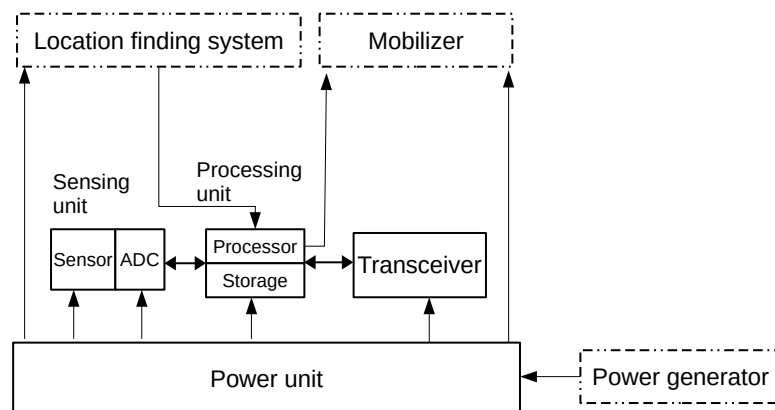 Location finding system
Mobilizer
Sensing
unit
Processing
unit
Sensor
ADC
Processor
Storage
Transceiver
Power unit
Power generator